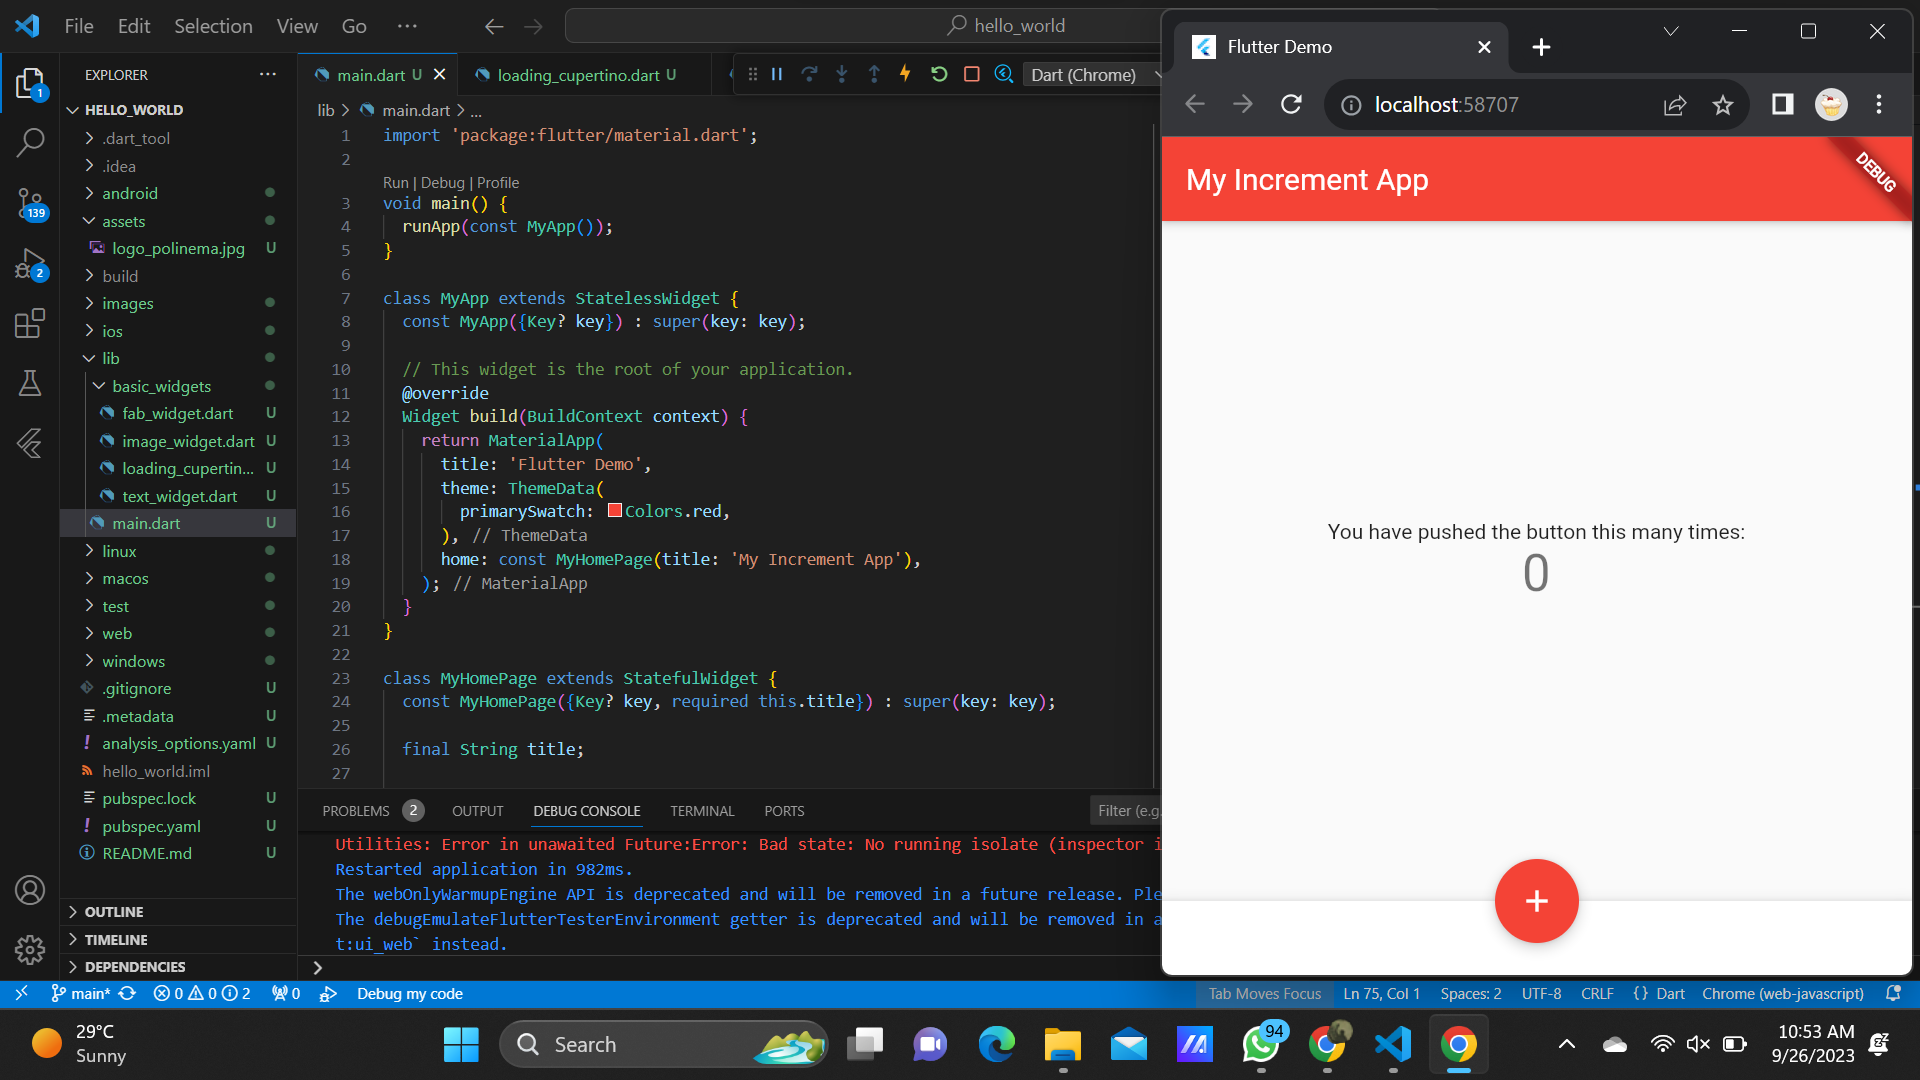 File Edit Selection View Go ···
hello_world
EXPLORER
HELLO_WORLD
.dart_tool
.idea
android
assets
logo_polinema.jpg U
build
images
ios
lib
basic_widgets
fab_widget.dart U
image_widget.dart U
loading_cupertin... U
text_widget.dart U
main.dart U
linux
macos
test
web
windows
.gitignore U
.metadata U
analysis_options.yaml U
hello_world.iml
pubspec.lock U
pubspec.yaml U
README.md U
OUTLINE
TIMELINE
DEPENDENCIES
1
139
2
main.dart U
loading_cupertino.dart U
Dart (Chrome)
lib > main.dart > ...
1 import 'package:flutter/material.dart';
2
Run | Debug | Profile
3 void main() {
4 runApp(const MyApp());
5 }
6
7 class MyApp extends StatelessWidget {
8 const MyApp({Key? key}) : super(key: key);
9
10 // This widget is the root of your application.
11 @override
12 Widget build(BuildContext context) {
13 return MaterialApp(
14 title: 'Flutter Demo',
15 theme: ThemeData(
16 primarySwatch: Colors.red,
17 ), // ThemeData
18 home: const MyHomePage(title: 'My Increment App'),
19 ); // MaterialApp
20 }
21 }
22
23 class MyHomePage extends StatefulWidget {
24 const MyHomePage({Key? key, required this.title}) : super(key: key);
25
26 final String title;
27
PROBLEMS 2 OUTPUT DEBUG CONSOLE TERMINAL PORTS
Filter (e.g.
Utilities: Error in unawaited Future:Error: Bad state: No running isolate (inspector i
Restarted application in 982ms.
The webOnlyWarmupEngine API is deprecated and will be removed in a future release. Ple
The debugEmulateFlutterTesterEnvironment getter is deprecated and will be removed in a
t:ui_web` instead.
Flutter Demo
localhost:58707
My Increment App
DEBUG
You have pushed the button this many times:
0
main* 0 0 2 0 Debug my code
Tab Moves Focus Ln 75, Col 1 Spaces: 2 UTF-8 CRLF {} Dart Chrome (web-javascript)
29°C
Sunny
Search
94
10:53 AM
9/26/2023